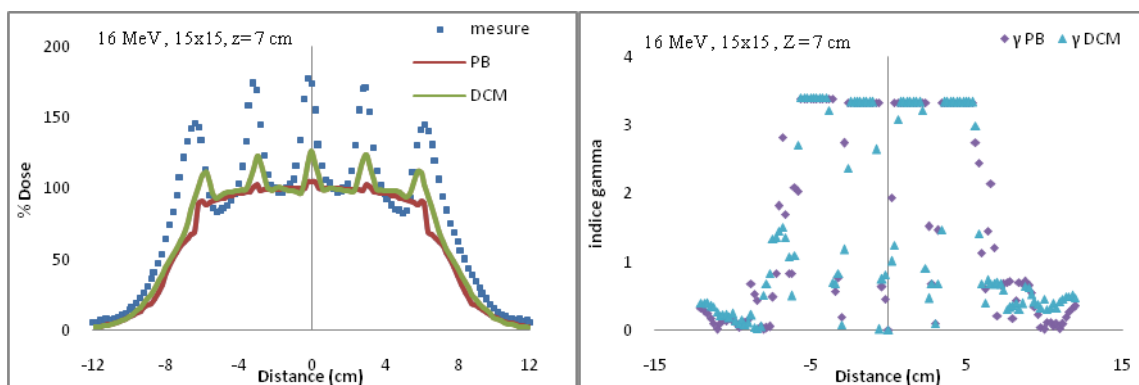 16 MeV , 15x15, z= 7 cm
mesure
PB
DCM
200
150
100
50
0
% Dose
-12 -8 -4 0 4 8 12
Distance (cm)
16 MeV , 15x15 , Z = 7 cm
γ PB γ DCM
4
3
2
1
0
indice gamma
-15 -5 5 15
Distance (cm)